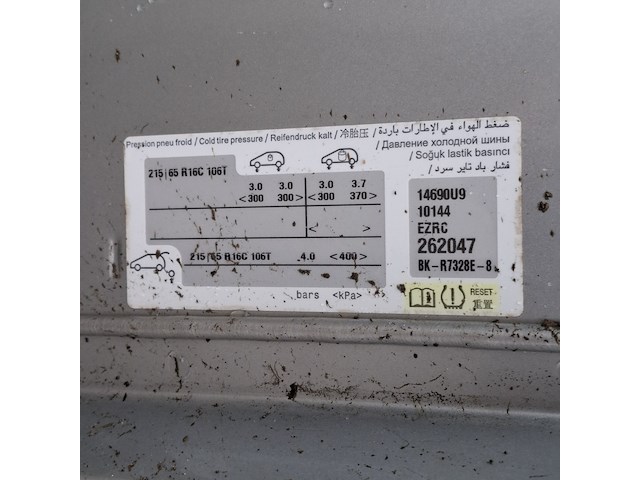 Pression pneu froid / Cold tire pressure / Reifendruck kalt / 冷胎压 / ضغط الهواء في الإطارات باردة
/ Давление холодной шины
/ Soğuk lastik basıncı
فشار باد تایر سرد /
215/65 R16C 106T
3.0 3.0 3.0 3.7
<300 300> <300 370>
< >
215/65 R16C 106T 4.0 <400>
bars <kPa>
14690U9
10144
EZRC
262047
BK-R7328E-8
RESET
重置